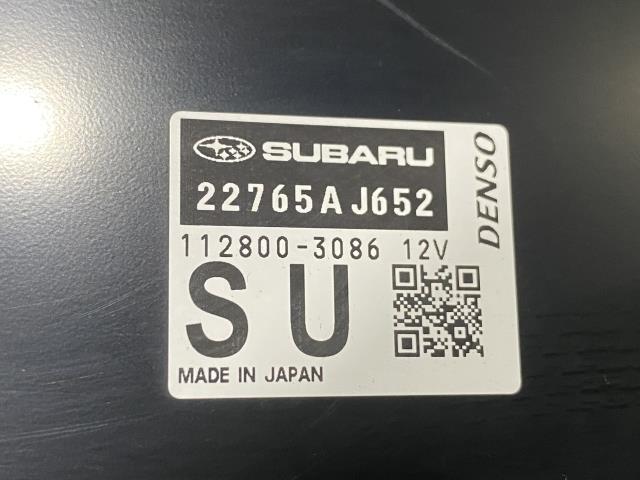 SUBARU
22765AJ652
112800-3086 12V
DENSO
SU
MADE IN JAPAN